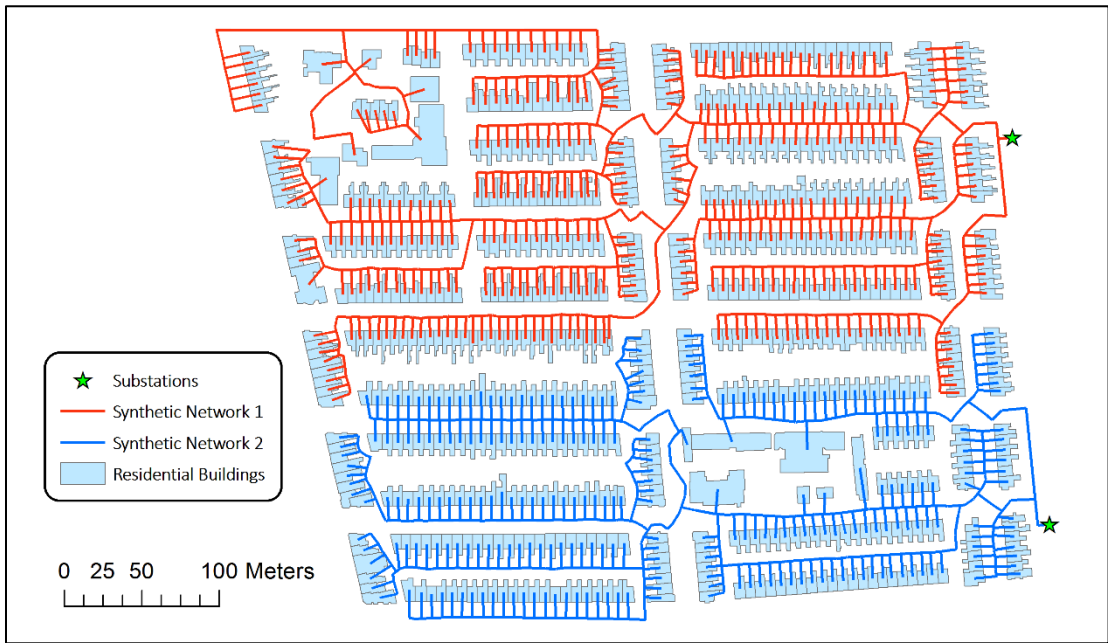 Substations
Synthetic Network 1
Synthetic Network 2
Residential Buildings
0 25 50 100 Meters